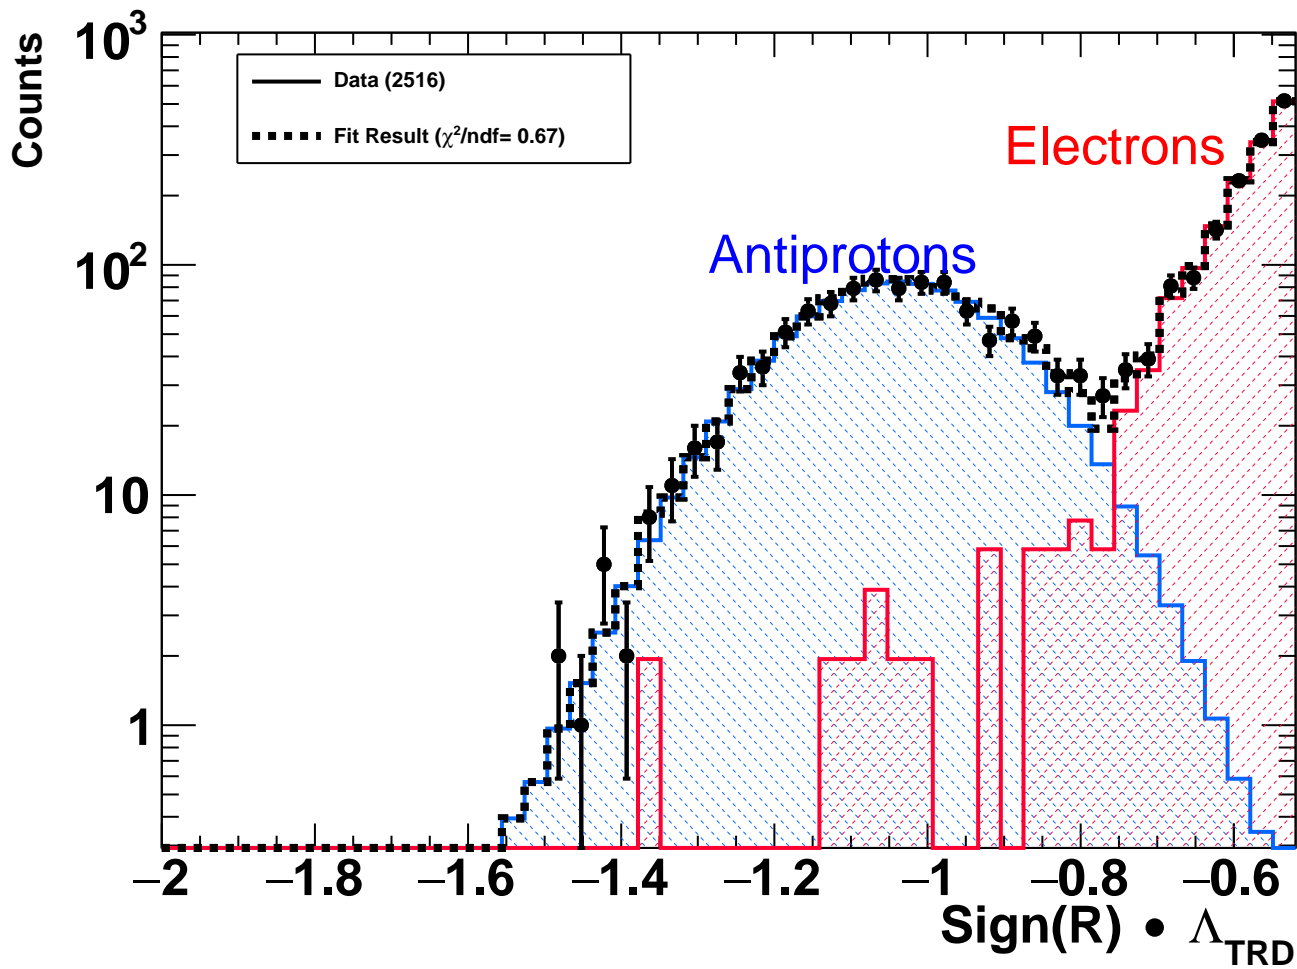 Counts
10³
10²
10
1
Data (2516)
Fit Result (χ²/ndf= 0.67)
Electrons
Antiprotons
−2 −1.8 −1.6 −1.4 −1.2 −1 −0.8 −0.6
Sign(R) • Λ_TRD